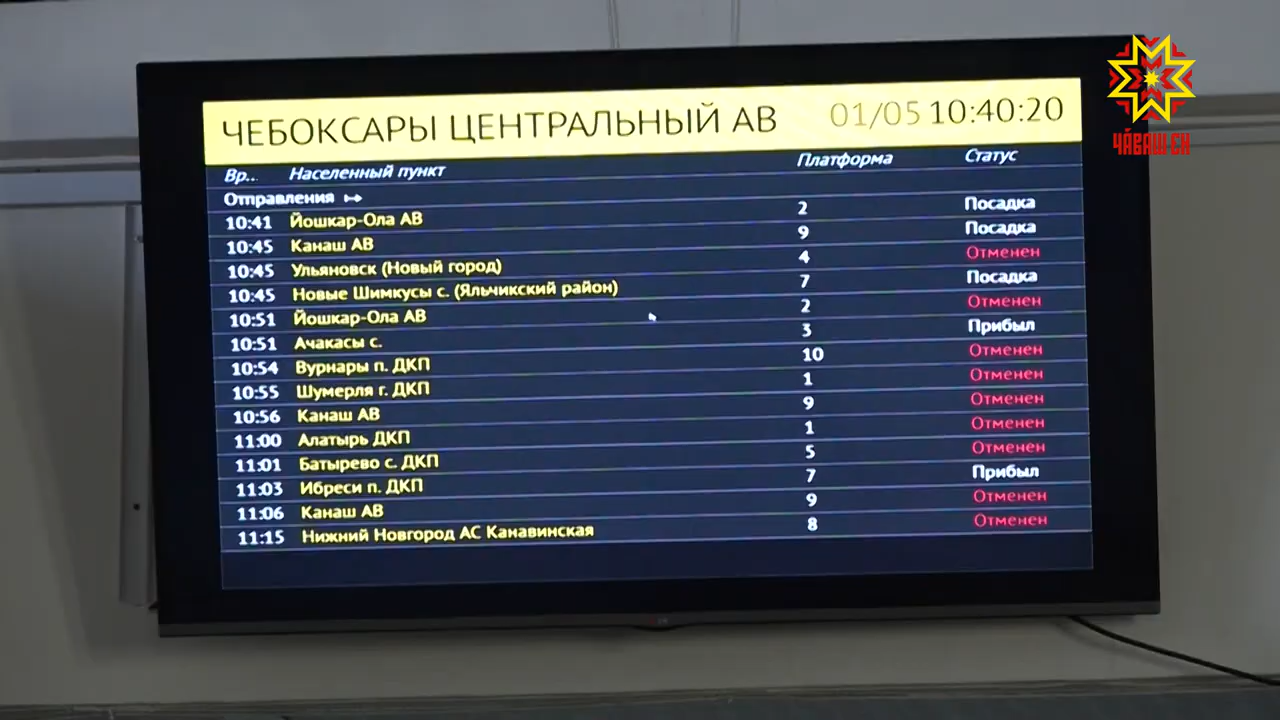 ЧЕБОКСАРЫ ЦЕНТРАЛЬНЫЙ АВ 01/05 10:40:20
Вр.. Населенный пункт Платформа Статус
Отправления ↦
10:41 Йошкар-Ола АВ 2 Посадка
10:45 Канаш АВ 9 Посадка
10:45 Ульяновск (Новый город) 4 Отменен
10:45 Новые Шимкусы с. (Яльчикский район) 7 Посадка
10:51 Йошкар-Ола АВ 2 Отменен
10:51 Ачакасы с. 3 Прибыл
10:54 Вурнары п. ДКП 10 Отменен
10:55 Шумерля г. ДКП 1 Отменен
10:56 Канаш АВ 9 Отменен
11:00 Алатырь ДКП 1 Отменен
11:01 Батырево с. ДКП 5 Отменен
11:03 Ибреси п. ДКП 7 Прибыл
11:06 Канаш АВ 9 Отменен
11:15 Нижний Новгород АС Канавинская 8 Отменен
ЧӐВАШ ЕН